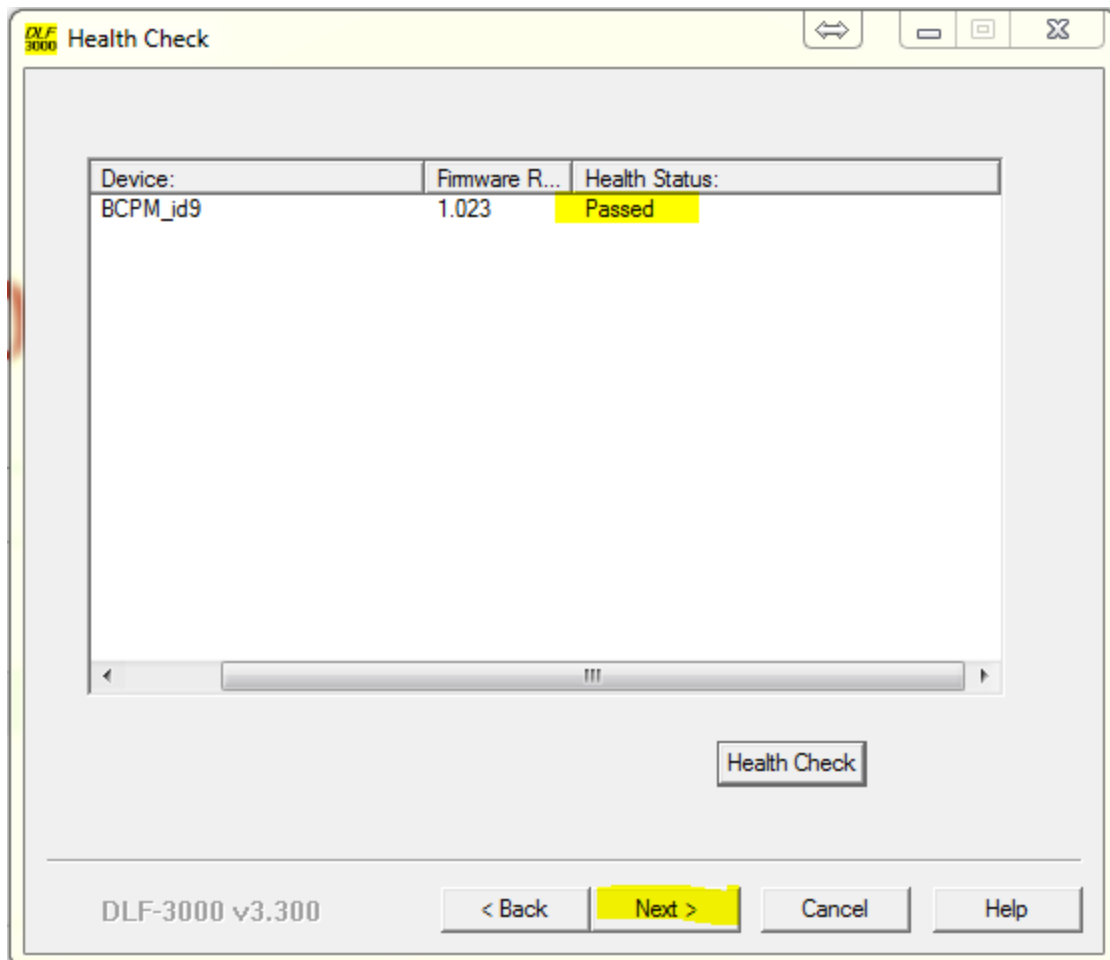 DLF
3000
Health Check
Device: Firmware R... Health Status:
BCPM_id9 1.023 Passed
Health Check
DLF-3000 v3.300 < Back Next > Cancel Help